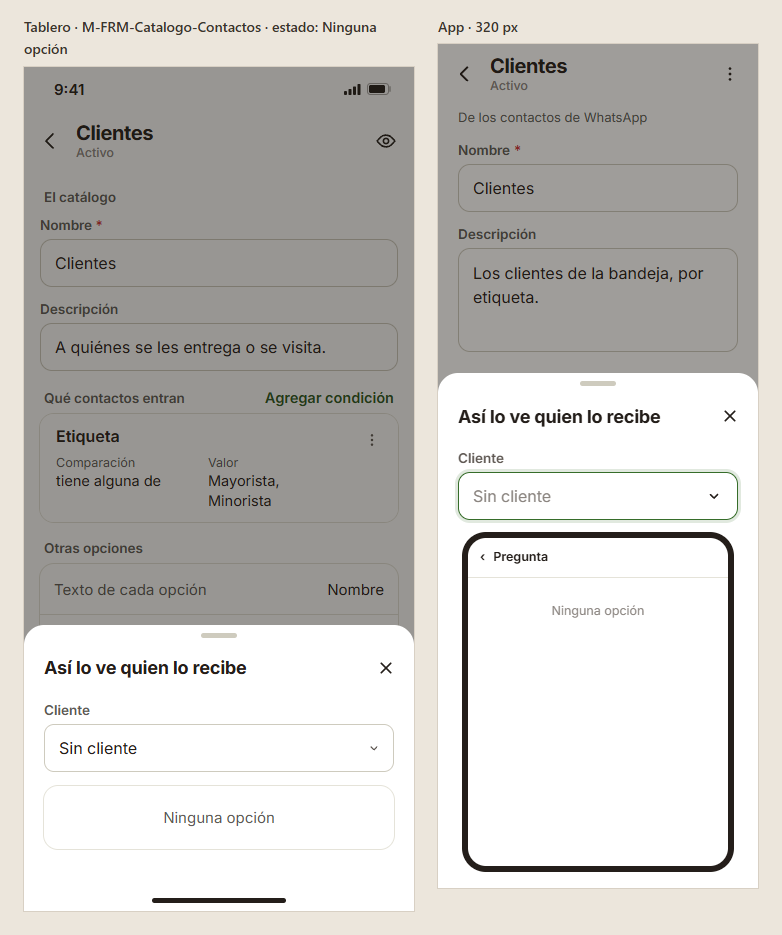 Tablero · M-FRM-Catalogo-Contactos · estado: Ninguna
opción
9:41
Clientes
Activo
El catálogo
Nombre *
Clientes
Descripción
A quiénes se les entrega o se visita.
Qué contactos entran
Agregar condición
Etiqueta
Comparación
Valor
tiene alguna de
Mayorista,
Minorista
Otras opciones
Texto de cada opción
Nombre
Así lo ve quien lo recibe
Cliente
Sin cliente
Ninguna opción
App · 320 px
Clientes
Activo
De los contactos de WhatsApp
Nombre *
Clientes
Descripción
Los clientes de la bandeja, por
etiqueta.
Así lo ve quien lo recibe
Cliente
Sin cliente
Pregunta
Ninguna opción